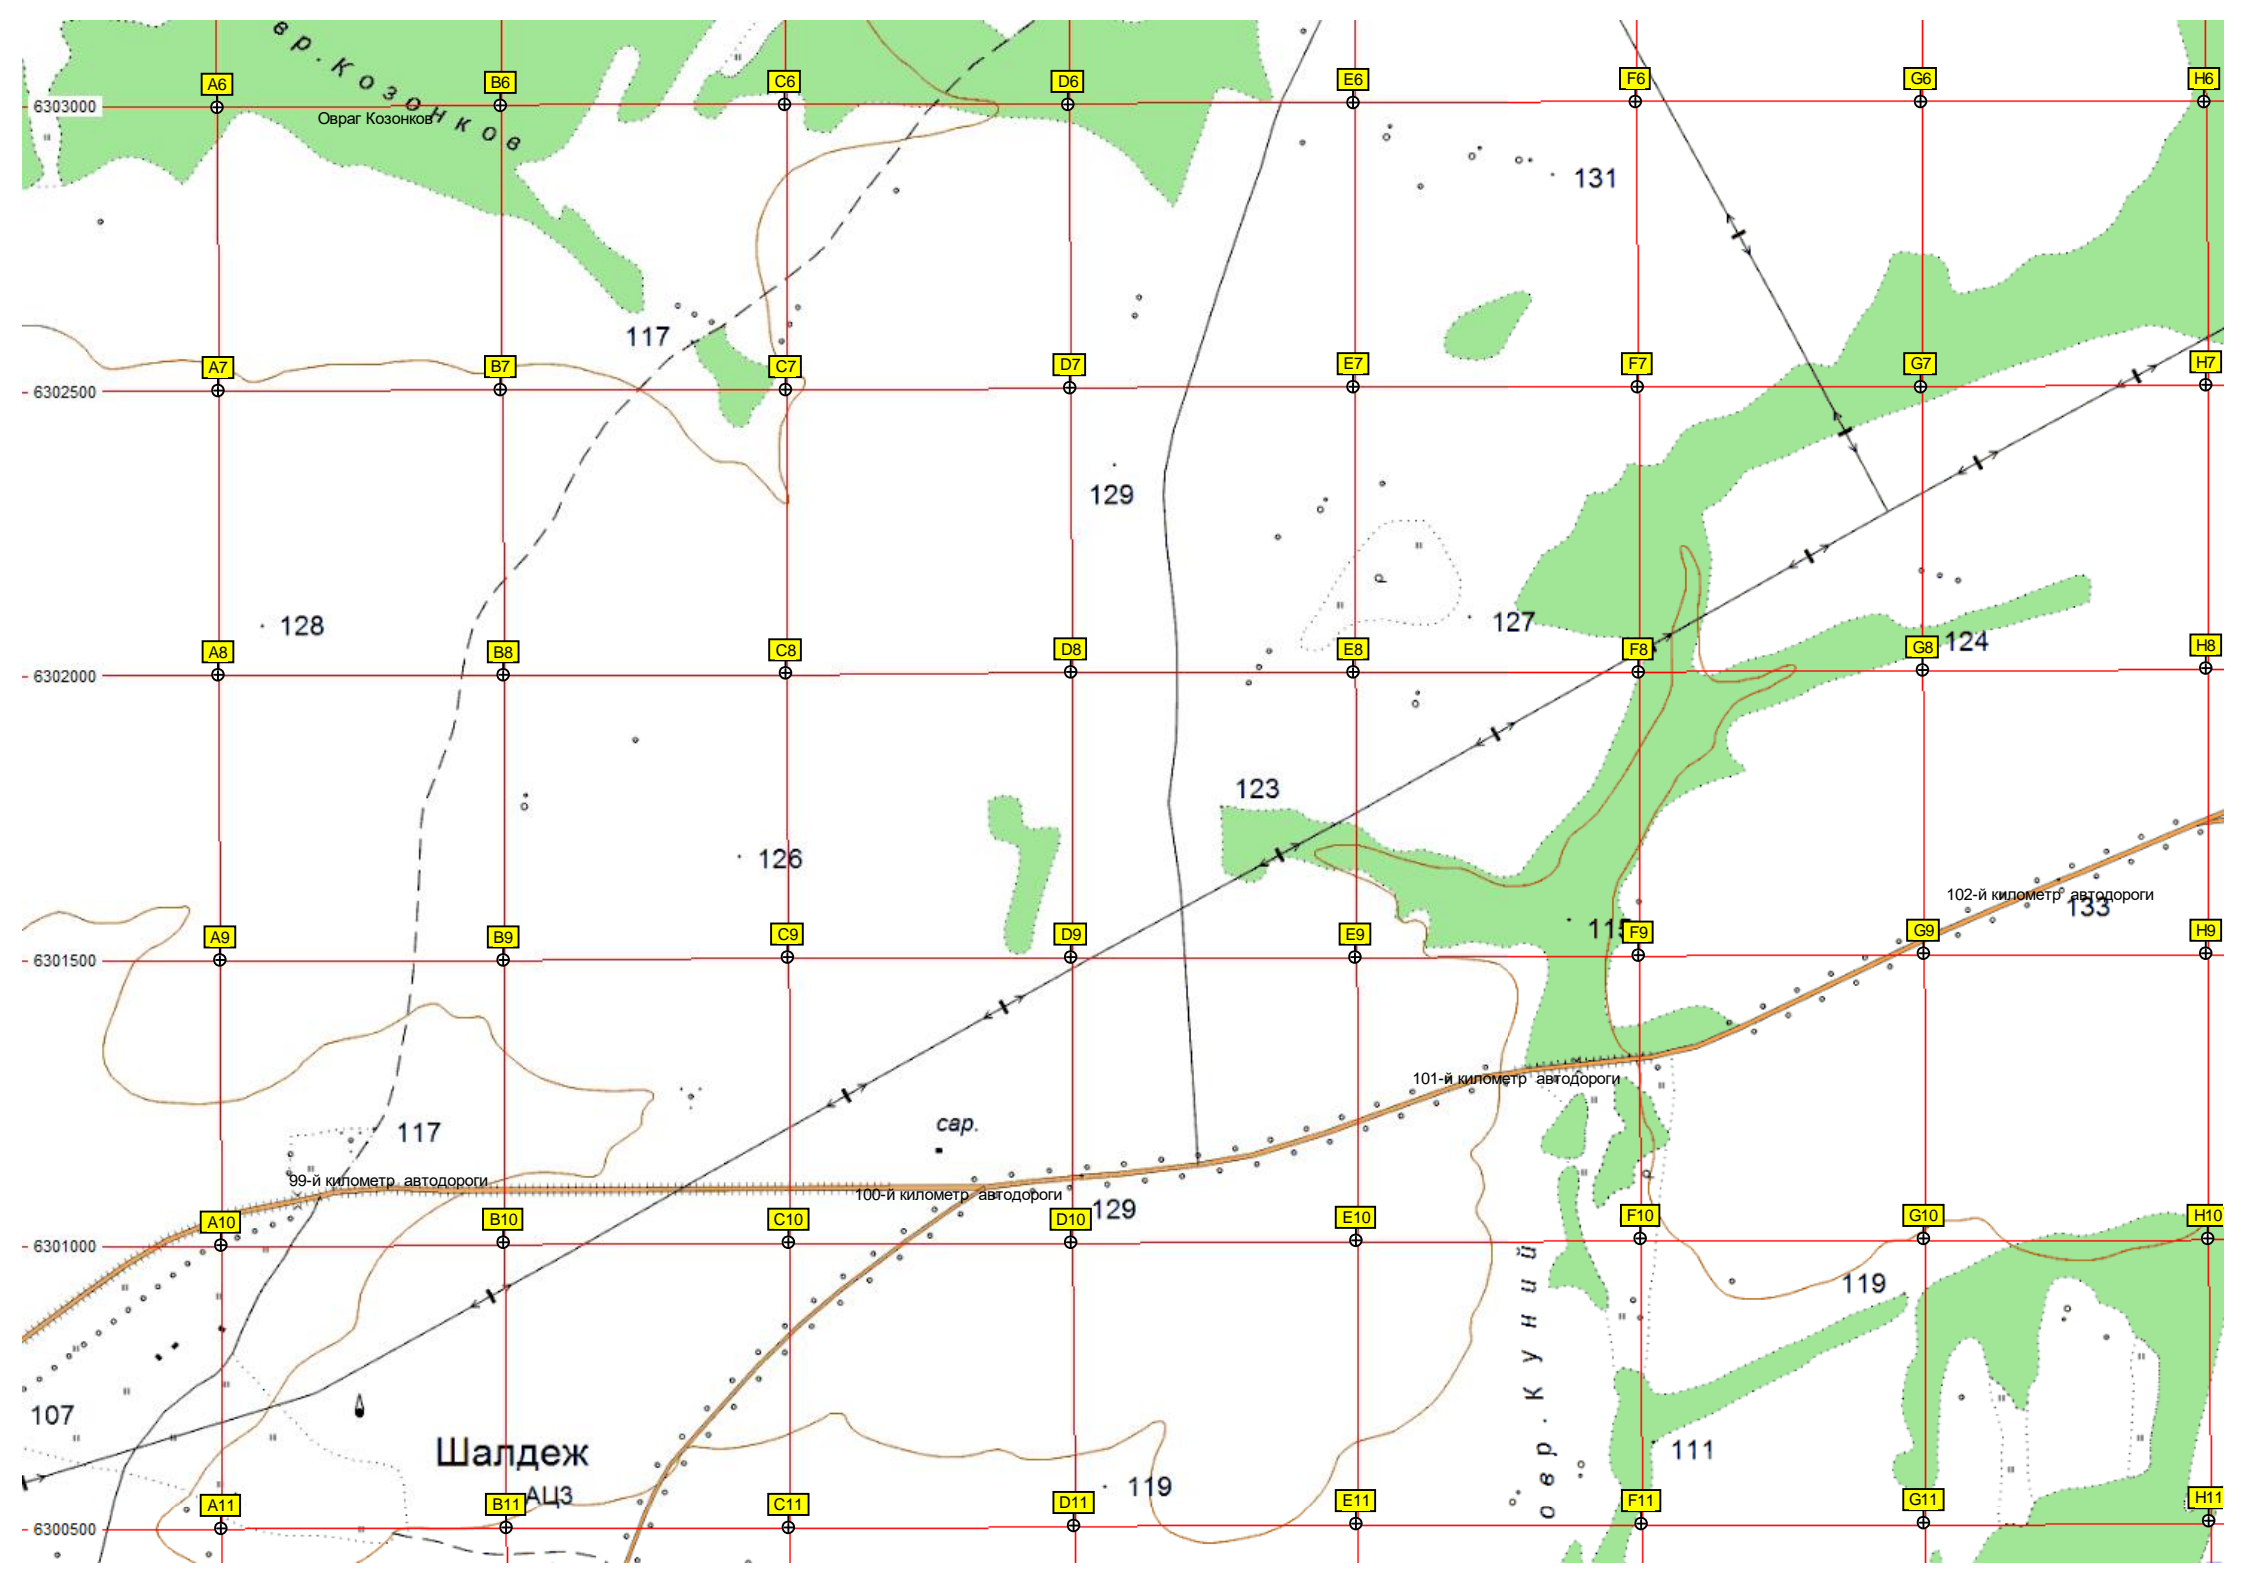 вр. Козонков
A6 B6 C6 D6 E6 F6 G6 H6
6303000
Овраг Козонков
131
117
A7 B7 C7 D7 E7 F7 G7 H7
6302500
129
128
127
124
A8 B8 C8 D8 E8 F8 G8 H8
6302000
123
126
102-й километр автодороги
133
115
A9 B9 C9 D9 E9 F9 G9 H9
6301500
101-й километр автодороги
сар.
117
99-й километр автодороги
100-й километр автодороги
129
A10 B10 C10 D10 E10 F10 G10 H10
6301000
овр. Куний
119
107
Шалдеж
111
АЦЗ
119
A11 B11 C11 D11 E11 F11 G11 H11
6300500